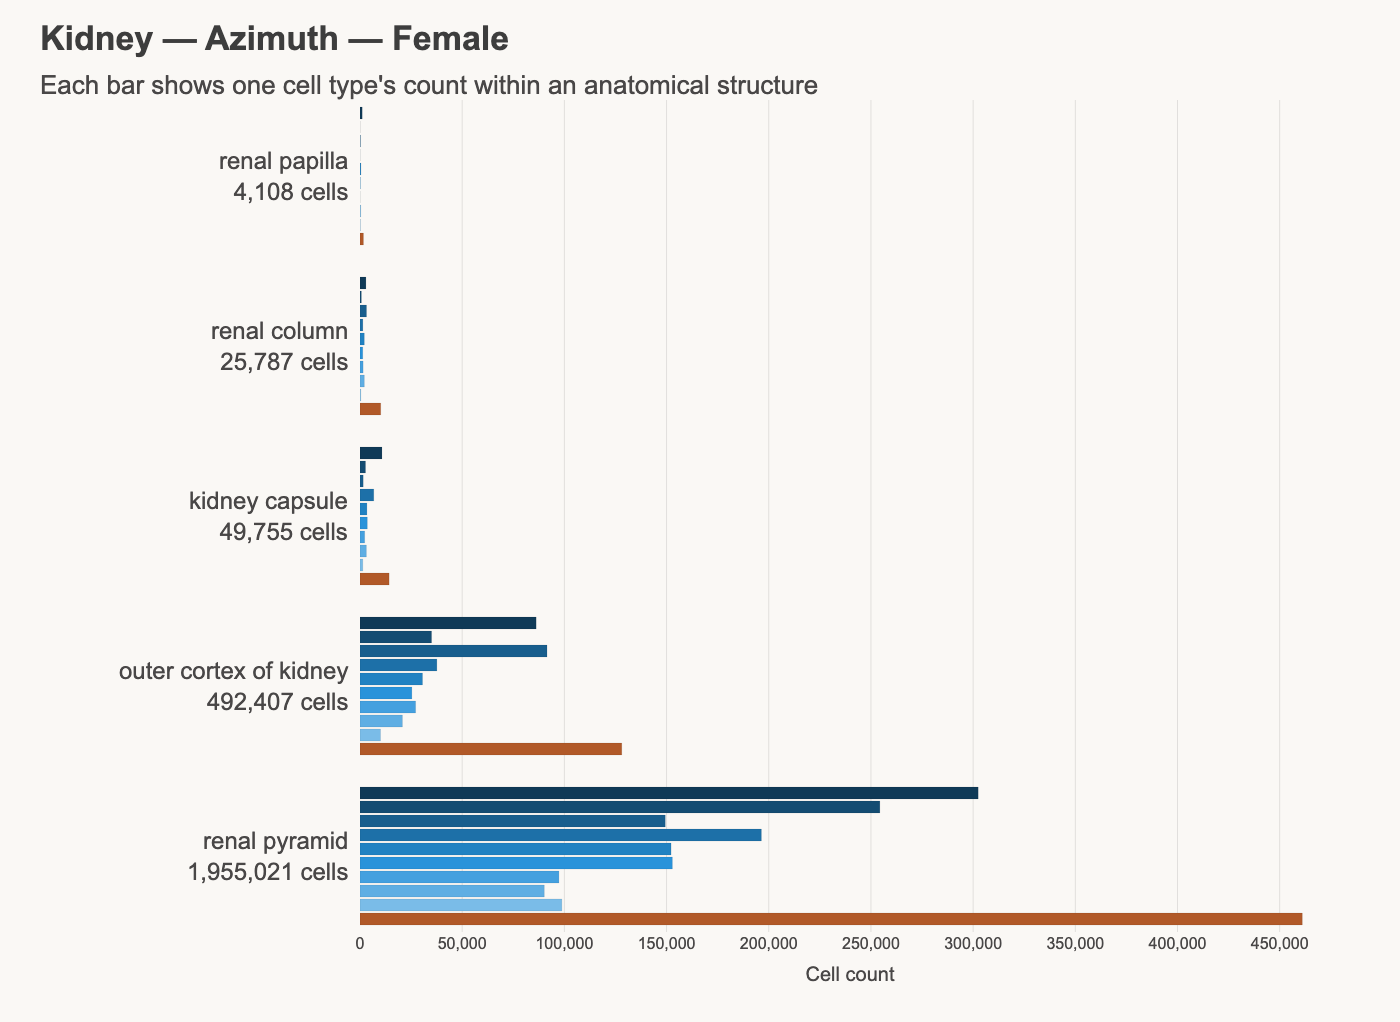 Kidney — Azimuth — Female
Each bar shows one cell type's count within an anatomical structure
renal papilla
4,108 cells
renal column
25,787 cells
kidney capsule
49,755 cells
outer cortex of kidney
492,407 cells
renal pyramid
1,955,021 cells
0 50,000 100,000 150,000 200,000 250,000 300,000 350,000 400,000 450,000
Cell count